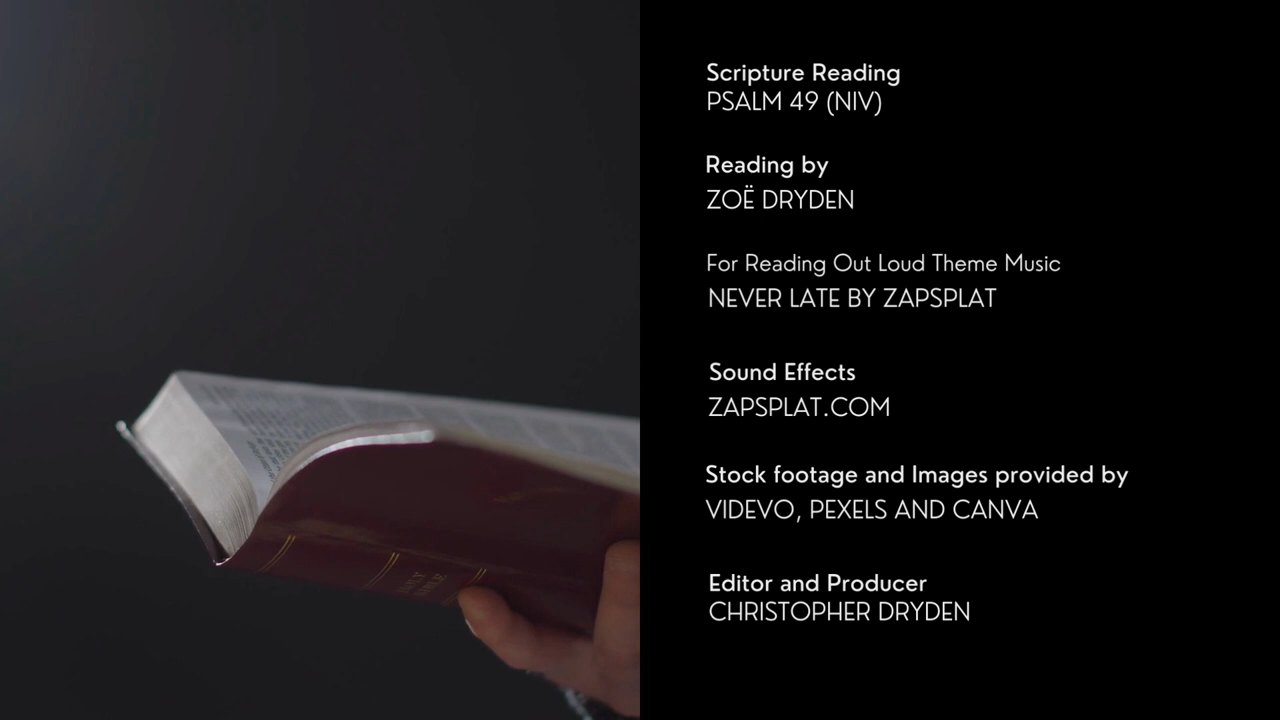 Scripture Reading
PSALM 49 (NIV)
Reading by
ZOË DRYDEN
For Reading Out Loud Theme Music
NEVER LATE BY ZAPSPLAT
Sound Effects
ZAPSPLAT.COM
Stock footage and Images provided by
VIDEVO, PEXELS AND CANVA
Editor and Producer
CHRISTOPHER DRYDEN
HOLY
BIBLE